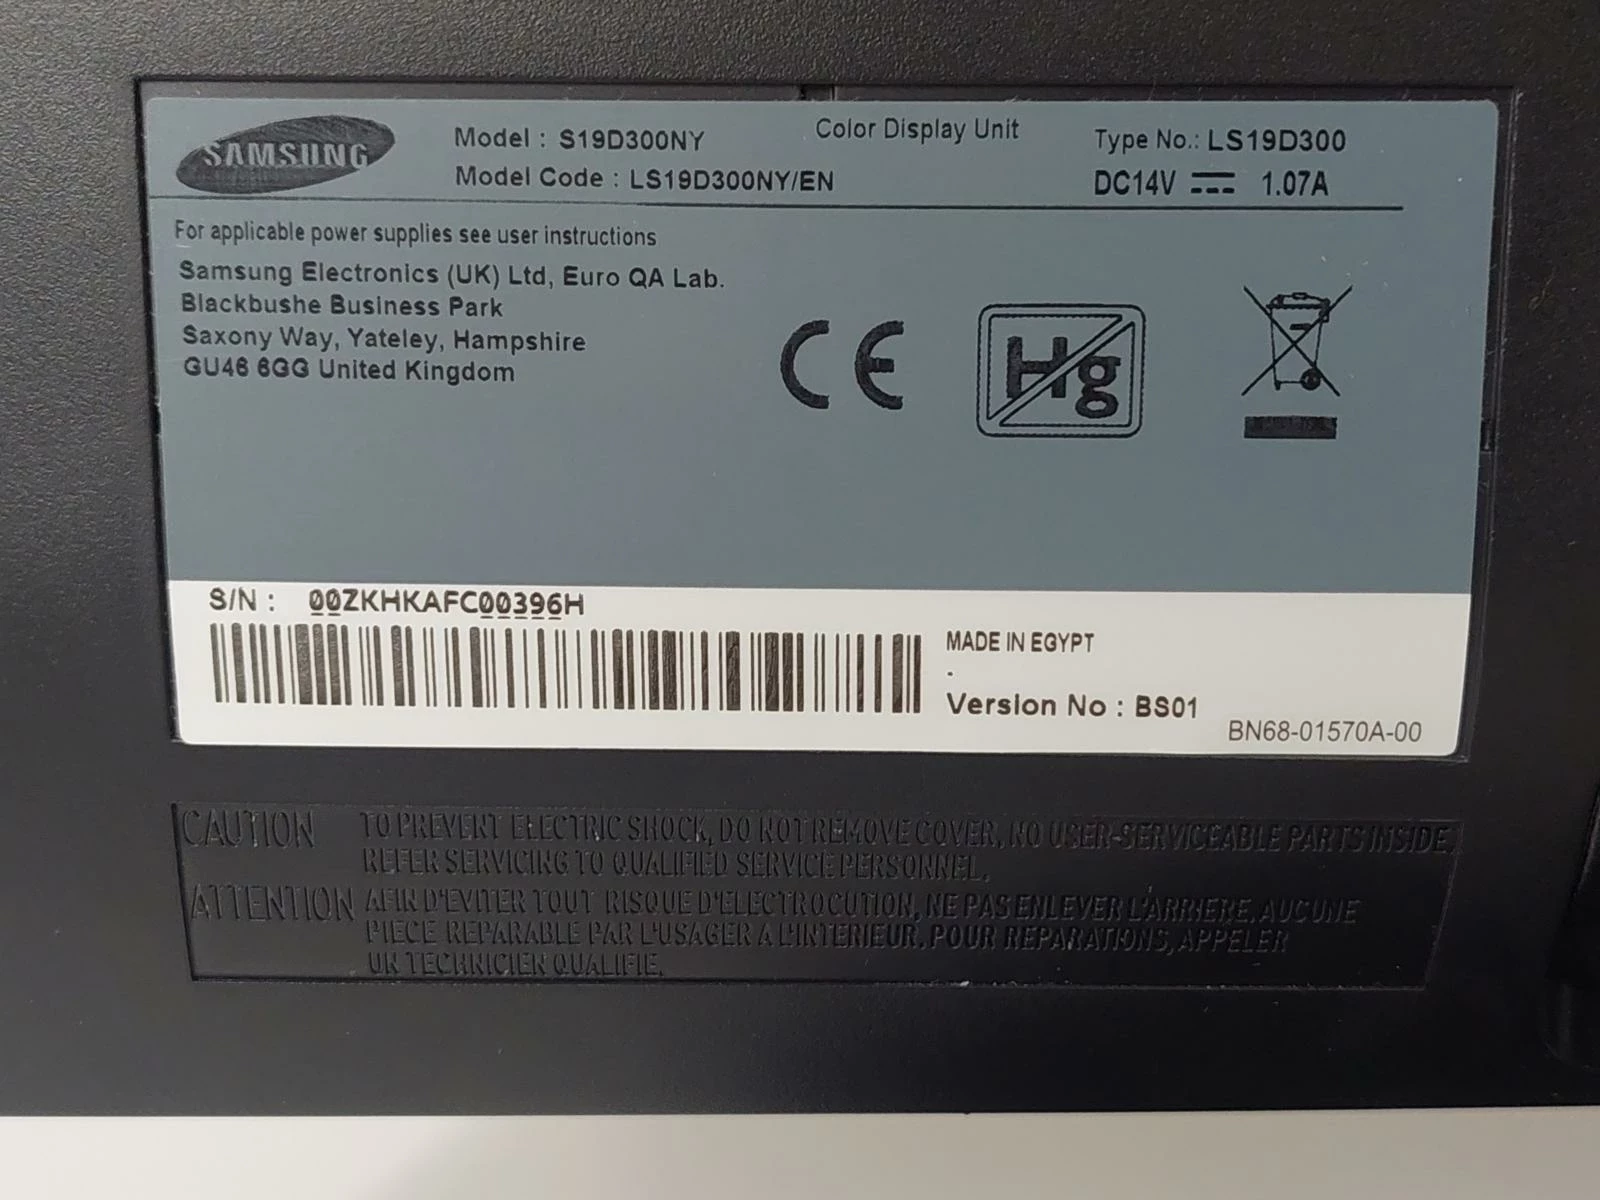 SAMSUNG
Model : S19D300NY
Model Code : LS19D300NY/EN
Color Display Unit
Type No.: LS19D300
DC14V ⎓ 1.07A
For applicable power supplies see user instructions
Samsung Electronics (UK) Ltd, Euro QA Lab.
Blackbushe Business Park
Saxony Way, Yateley, Hampshire
GU46 6GG United Kingdom
CE
Hg
S/N : 00ZKHKAFC00396H
MADE IN EGYPT
.
Version No : BS01
BN68-01570A-00
CAUTION TO PREVENT ELECTRIC SHOCK, DO NOT REMOVE COVER, NO USER-SERVICEABLE PARTS INSIDE,
REFER SERVICING TO QUALIFIED SERVICE PERSONNEL.
ATTENTION AFIN D'EVITER TOUT RISQUE D'ELECTROCUTION, NE PAS ENLEVER L'ARRIERE. AUCUNE
PIECE REPARABLE PAR L'USAGER A L'INTERIEUR. POUR REPARATIONS, APPELER
UN TECHNICIEN QUALIFIE.